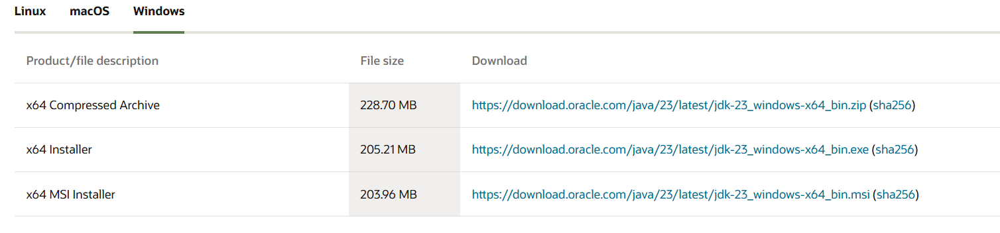 Linux macOS Windows
Product/file description File size Download
x64 Compressed Archive 228.70 MB https://download.oracle.com/java/23/latest/jdk-23_windows-x64_bin.zip (sha256)
x64 Installer 205.21 MB https://download.oracle.com/java/23/latest/jdk-23_windows-x64_bin.exe (sha256)
x64 MSI Installer 203.96 MB https://download.oracle.com/java/23/latest/jdk-23_windows-x64_bin.msi (sha256)